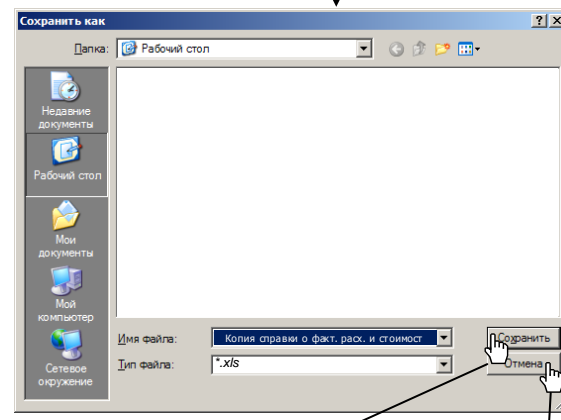 Сохранить как
Папка: Рабочий стол
Недавние
документы
Рабочий стол
Мои
документы
Мой
компьютер
Сетевое
окружение
Имя файла: Копия справки о факт. расх. и стоимост
Сохранить
Тип файла: *.xls
Отмена